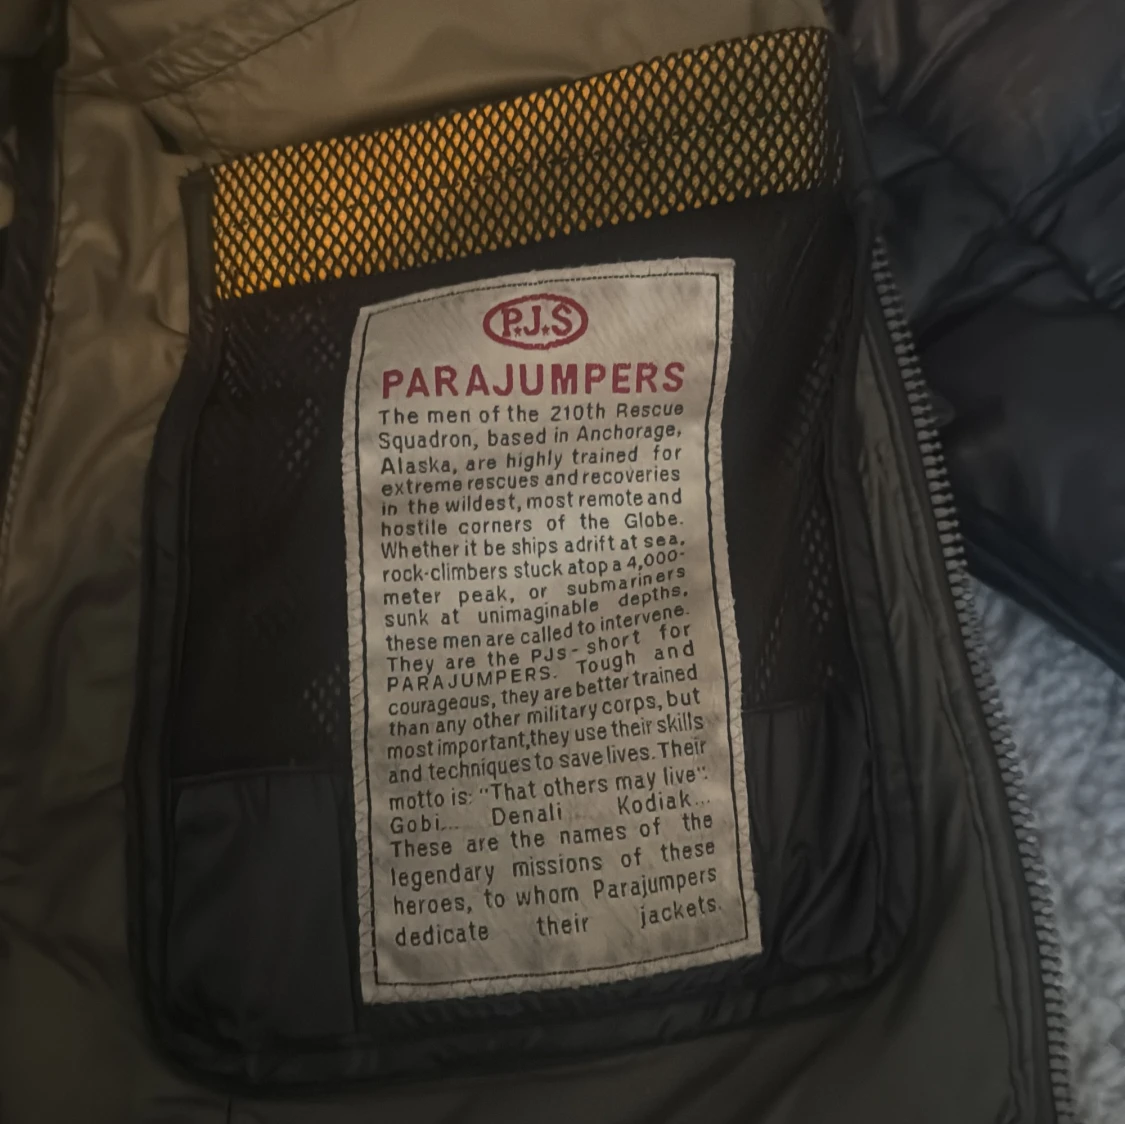 P.J.S
PARAJUMPERS
The men of the 210th Rescue
Squadron, based in Anchorage,
Alaska, are highly trained for
extreme rescues and recoveries
in the wildest, most remote and
hostile corners of the Globe.
Whether it be ships adrift at sea,
rock-climbers stuck atop a 4,000-
meter peak, or submariners
sunk at unimaginable depths,
these men are called to intervene.
They are the PJs - short for
PARAJUMPERS. Tough and
courageous, they are better trained
than any other military corps, but
most important,they use their skills
and techniques to save lives. Their
motto is: "That others may live".
Gobi... Denali Kodiak...
These are the names of the
legendary missions of these
heroes, to whom Parajumpers
dedicate their jackets.